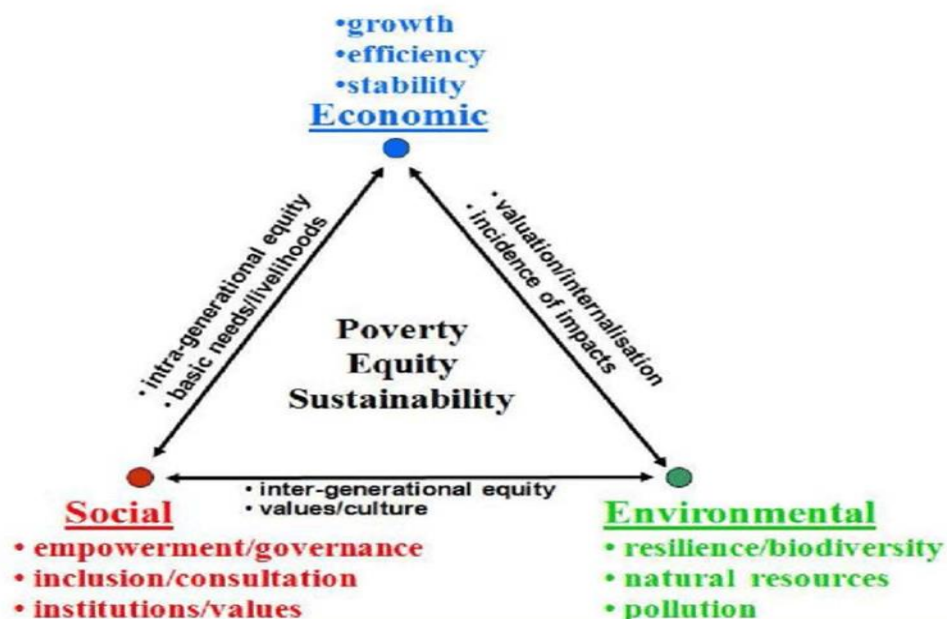 •growth
•efficiency
•stability
Economic
• intra-generational equity
• basic needs/livelihoods
• valuation/internalisation
• incidence of impacts
Poverty
Equity
Sustainability
• inter-generational equity
• values/culture
Social
• empowerment/governance
• inclusion/consultation
• institutions/values
Environmental
• resilience/biodiversity
• natural resources
• pollution